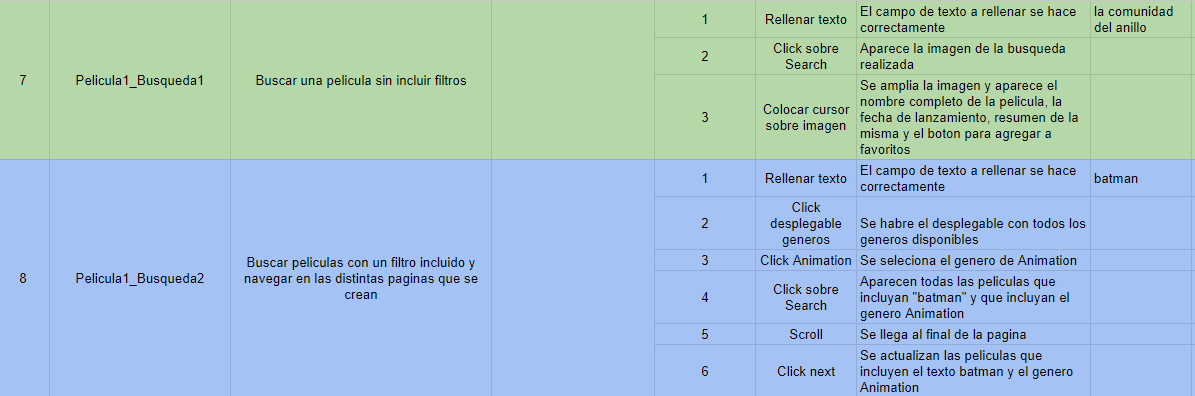 7
Pelicula1_Busqueda1
Buscar una pelicula sin incluir filtros
1
Rellenar texto
El campo de texto a rellenar se hace
correctamente
la comunidad
del anillo
2
Click sobre
Search
Aparece la imagen de la busqueda
realizada
3
Colocar cursor
sobre imagen
Se amplia la imagen y aparece el
nombre completo de la pelicula, la
fecha de lanzamiento, resumen de la
misma y el boton para agregar a
favoritos
8
Pelicula1_Busqueda2
Buscar peliculas con un filtro incluido y
navegar en las distintas paginas que se
crean
1
Rellenar texto
El campo de texto a rellenar se hace
correctamente
batman
2
Click
desplegable
generos
Se habre el desplegable con todos los
generos disponibles
3
Click Animation
Se seleciona el genero de Animation
4
Click sobre
Search
Aparecen todas las peliculas que
incluyan "batman" y que incluyan el
genero Animation
5
Scroll
Se llega al final de la pagina
6
Click next
Se actualizan las peliculas que
incluyen el texto batman y el genero
Animation